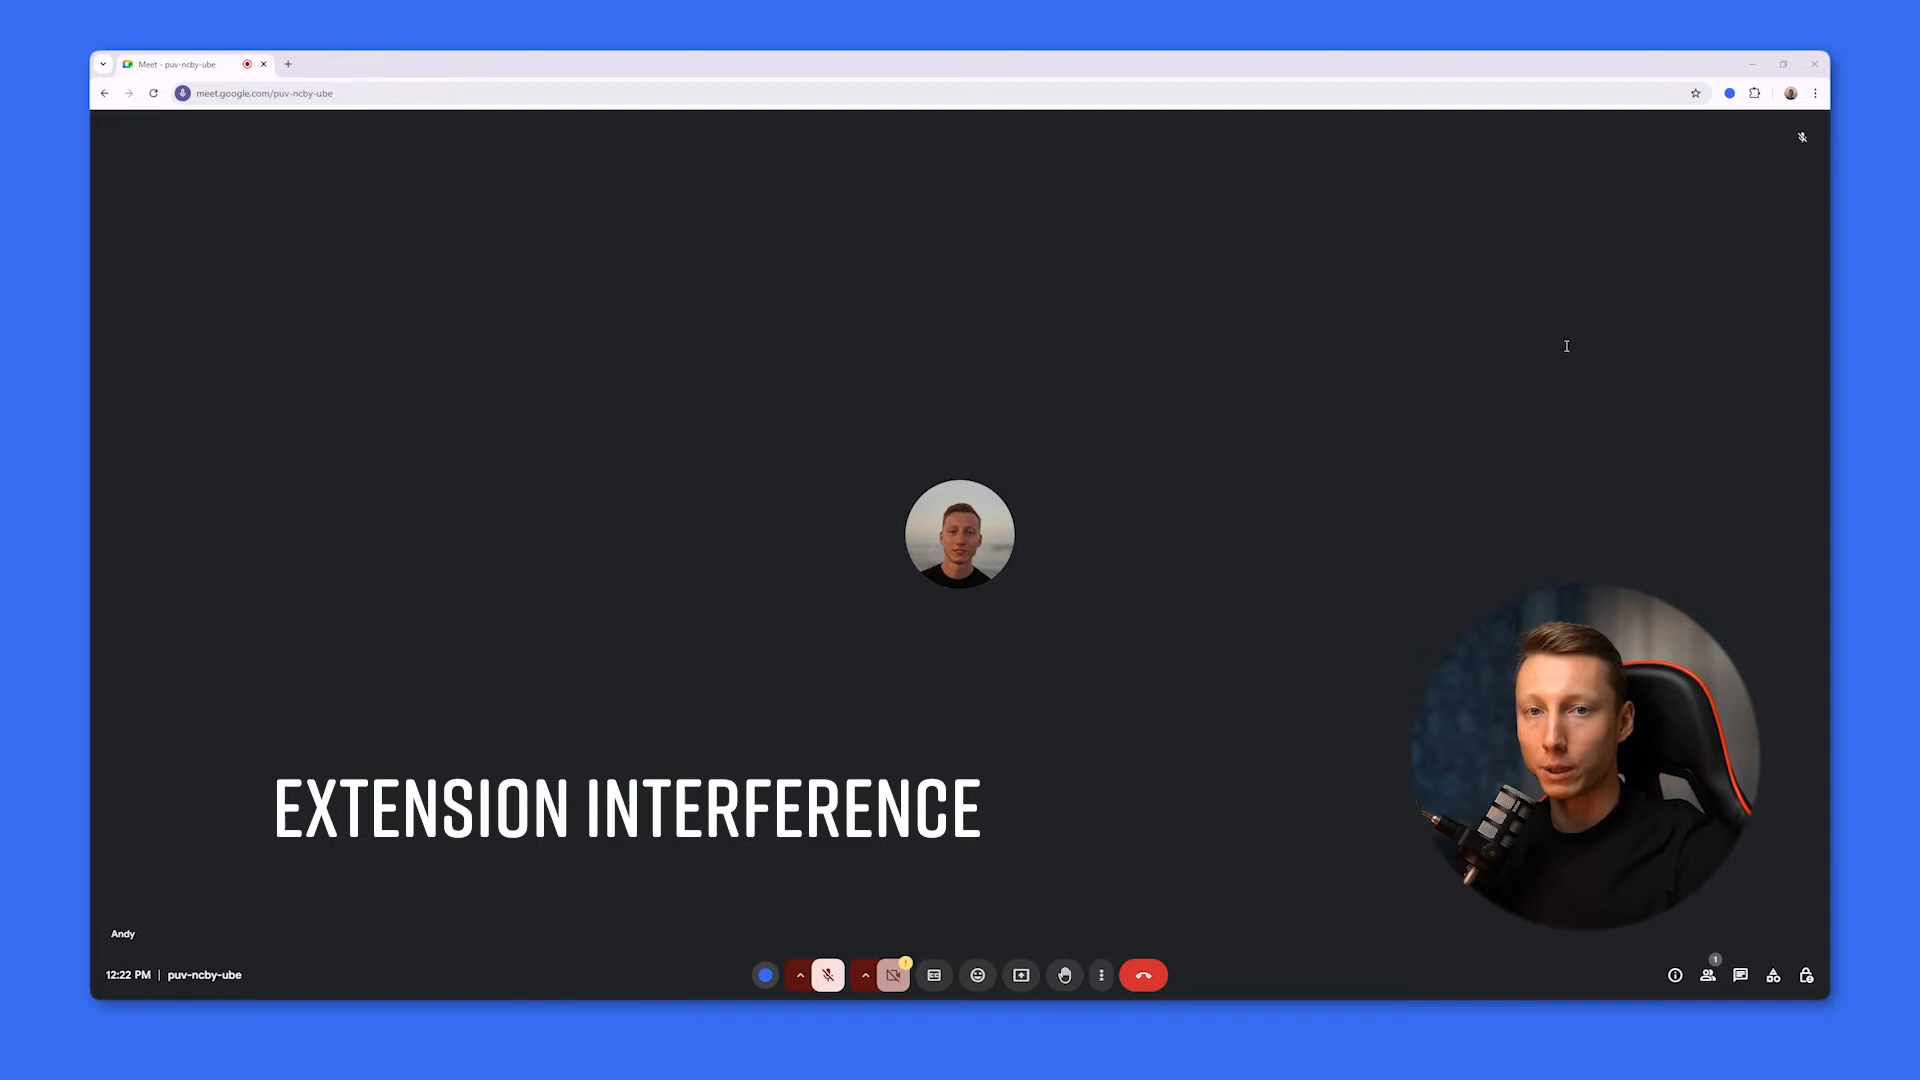 Meet - puv-ncby-ube
meet.google.com/puv-ncby-ube
EXTENSION INTERFERENCE
Andy
12:22 PM | puv-ncby-ube
1